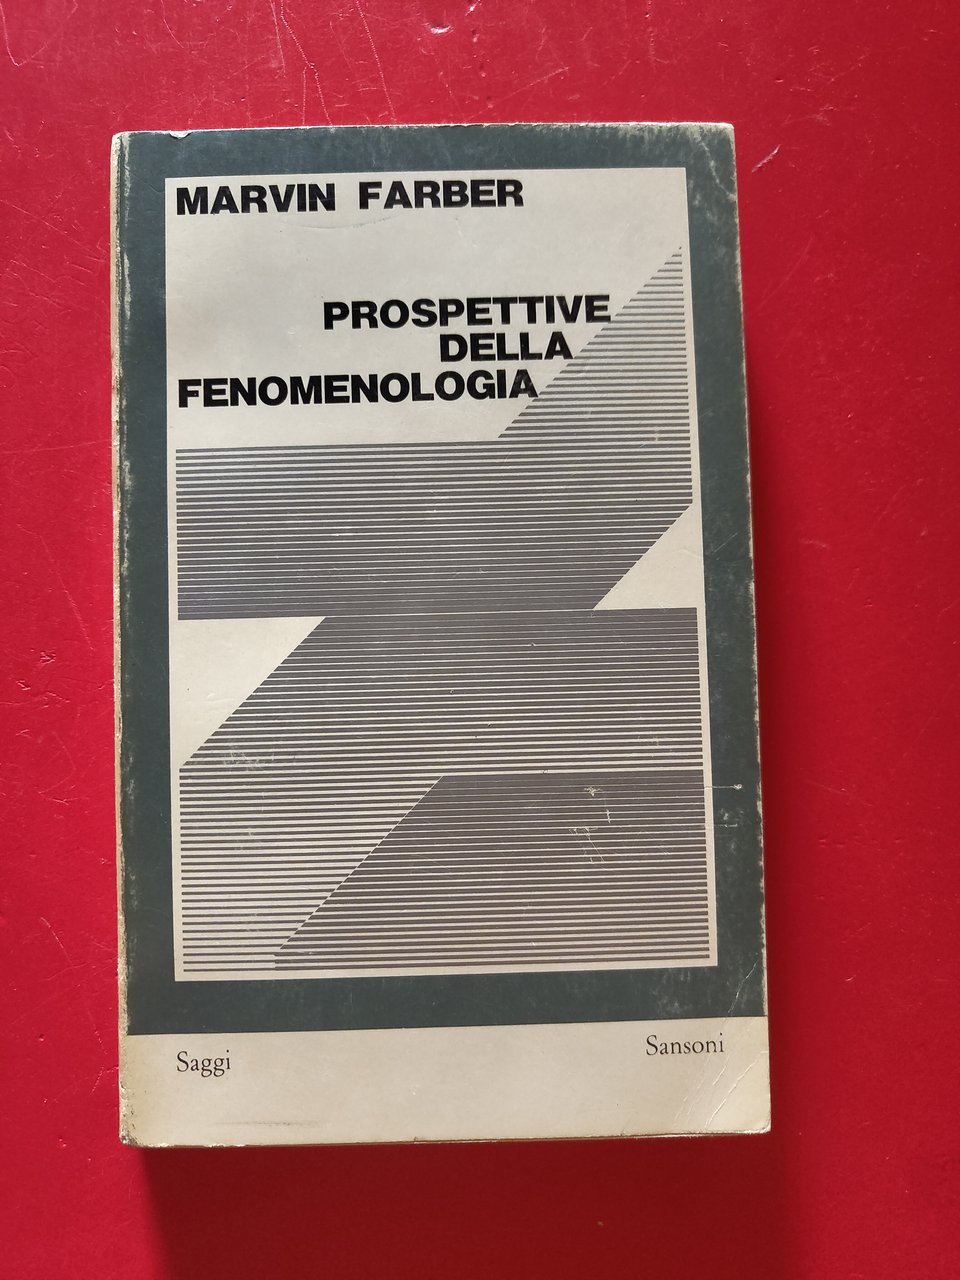 MARVIN FARBER
PROSPETTIVE
DELLA
FENOMENOLOGIA
Saggi
Sansoni